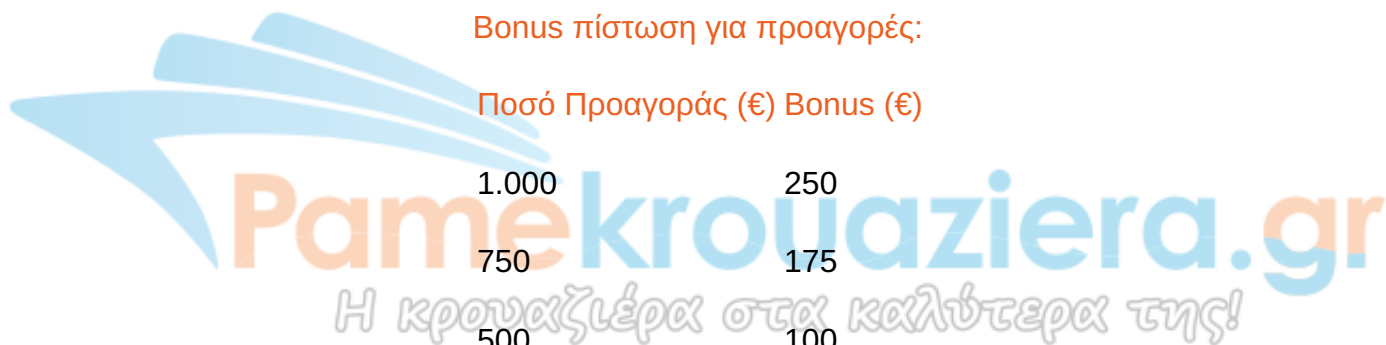 Bonus πίστωση για προαγορές:
Ποσό Προαγοράς (€) Bonus (€)
1.000 250
Pamekrouaziera.gr
750 175
Η κρουαζιέρα στα καλύτερα της!
500 100